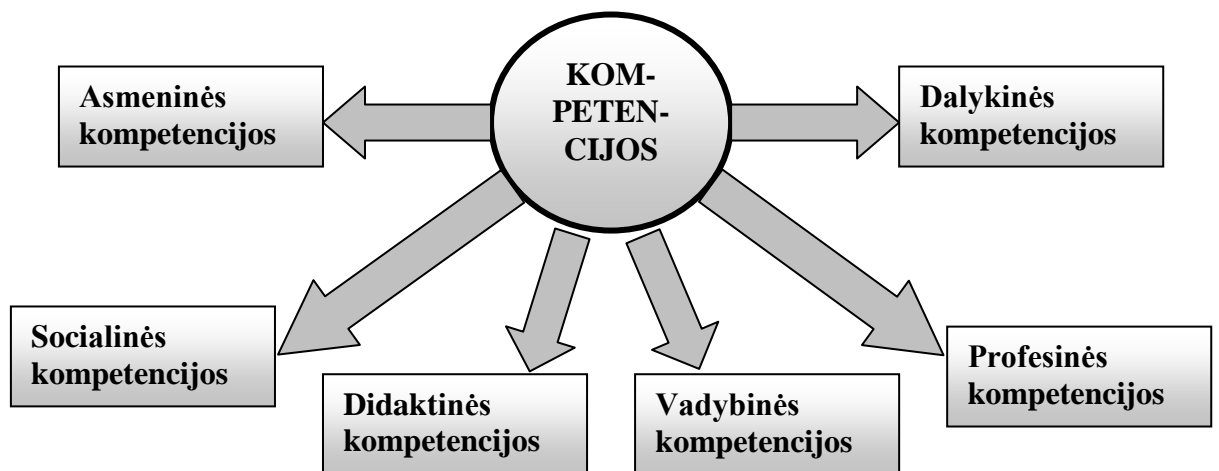 KOM-
PETEN-
CIJOS
Asmeninės
kompetencijos
Dalykinės
kompetencijos
Socialinės
kompetencijos
Didaktinės
kompetencijos
Vadybinės
kompetencijos
Profesinės
kompetencijos